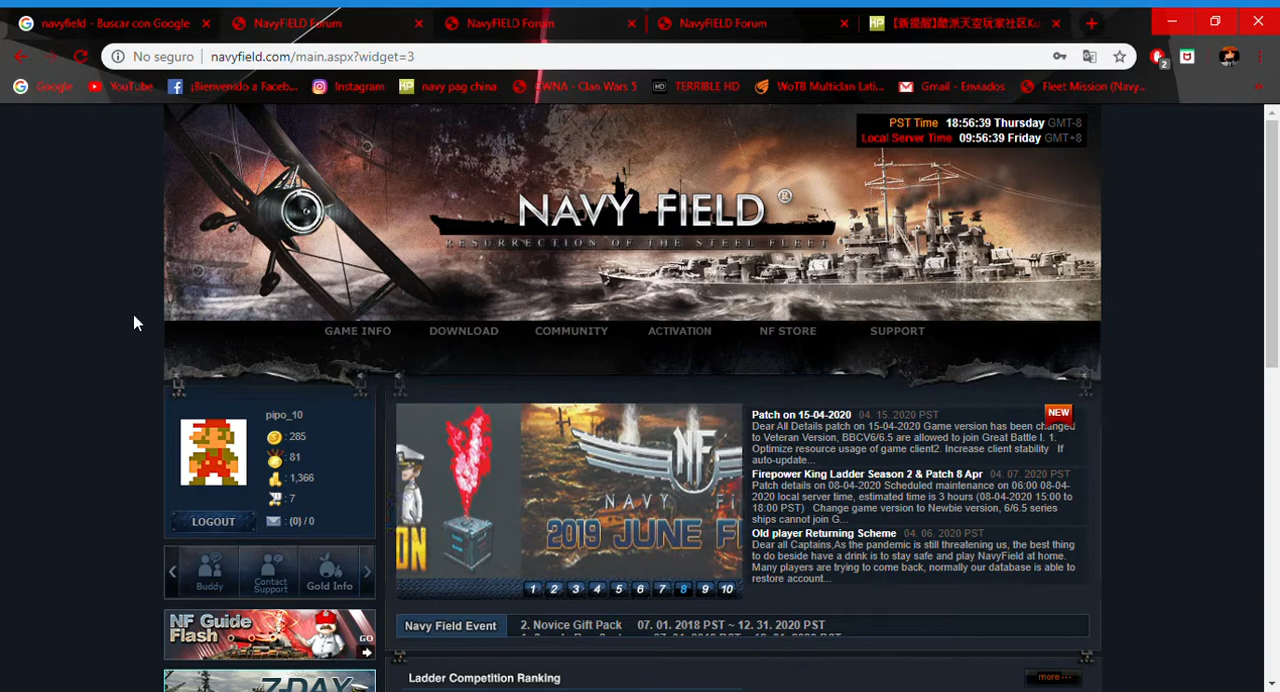 navyfield - Buscar con Google
NavyFIELD Forum
NavyFIELD Forum
NavyFIELD Forum
No seguro
navyfield.com/main.aspx?widget=3
2
Google
YouTube
¡Bienvenido a Faceb...
Instagram
navy pag china
CWNA - Clan Wars 5
TERRIBLE HD
WoTB Multiclan Lati...
Gmail - Enviados
Fleet Mission (Navy...
PST Time 18:56:39 Thursday GMT-8
Local Server Time 09:56:39 Friday GMT+8
NAVY FIELD ®
RESURRECTION OF THE STEEL FLEET
GAME INFO
DOWNLOAD
COMMUNITY
ACTIVATION
NF STORE
SUPPORT
pipo_10
: 285
: 81
: 1,366
: 7
LOGOUT
: (0) / 0
Buddy
Contact Support
Gold Info
NF Guide
Flash
GO
7-DAY
ON
NF
NAVY FI
2019 JUNE F
1 2 3 4 5 6 7 8 9 10
Patch on 15-04-2020 04. 15. 2020 PST
NEW
Dear All Details patch on 15-04-2020 Game version has been changed
to Veteran Version, BBCV6/6.5 are allowed to join Great Battle I. 1.
Optimize resource usage of game client2. Increase client stability If
auto-update...
Firepower King Ladder Season 2 & Patch 8 Apr 04. 07. 2020 PST
Patch details on 08-04-2020 Scheduled maintenance on 06:00 08-04-
2020 local server time, estimated time is 3 hours (08-04-2020 15:00 to
18:00 PST) Change game version to Newbie version, 6/6.5 series
ships cannot join G...
Old player Returning Scheme 04. 06. 2020 PST
Dear all Captains,As the pandemic is still threatening us, the best thing
to do beside have a drink is to stay safe and play NavyField at home.
Many players are trying to come back, normally our database is able to
restore account...
Navy Field Event
2. Novice Gift Pack 07. 01. 2018 PST ~ 12. 31. 2020 PST
Ladder Competition Ranking
more